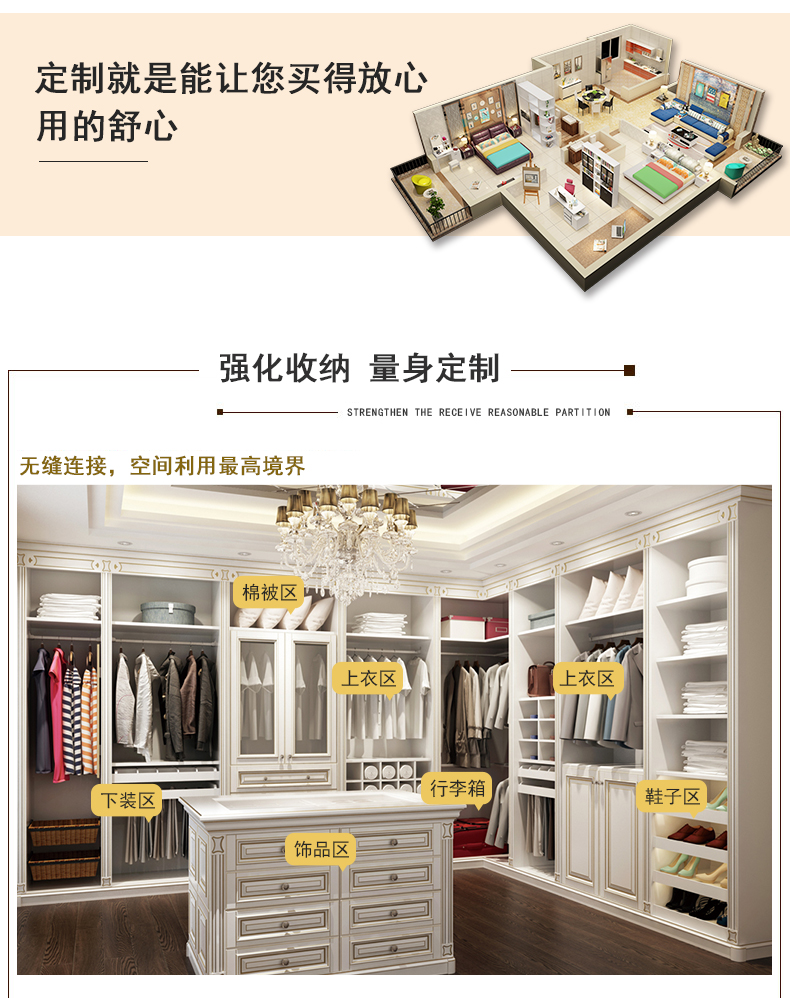 定制就是能让您买得放心
用的舒心
强化收纳 量身定制
STRENGTHEN THE RECEIVE REASONABLE PARTITION
无缝连接，空间利用最高境界
棉被区
上衣区
上衣区
下装区
行李箱
鞋子区
饰品区